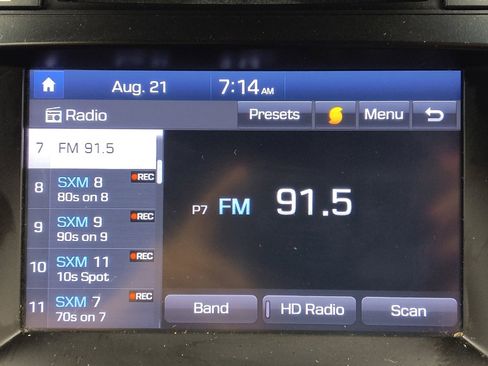 Aug. 21 7:14 AM
Radio Presets Menu
7 FM 91.5
8 SXM 8 REC
80s on 8
9 SXM 9 REC
90s on 9
10 SXM 11 REC
10s Spot
11 SXM 7 REC
70s on 7
P7 FM 91.5
Band HD Radio Scan